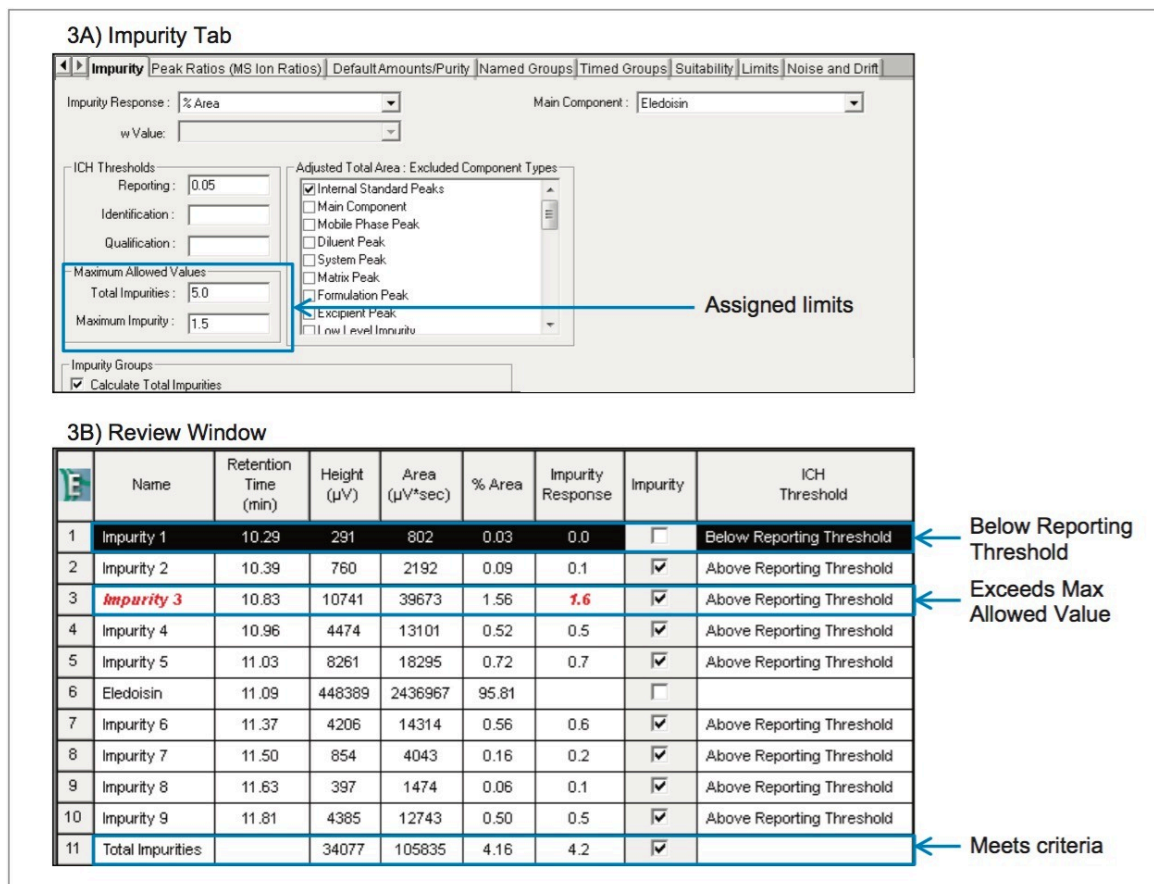 3A) Impurity Tab
Impurity Peak Ratios (MS Ion Ratios) Default Amounts/Purity Named Groups Timed Groups Suitability Limits Noise and Drift
Impurity Response : % Area Main Component : Eledoisin
w Value:
ICH Thresholds
Reporting : 0.05
Identification :
Qualification :
Adjusted Total Area : Excluded Component Types
Internal Standard Peaks
Main Component
Mobile Phase Peak
Diluent Peak
System Peak
Matrix Peak
Formulation Peak
Excipient Peak
Low Level Impurity
Maximum Allowed Values
Total Impurities : 5.0
Maximum Impurity : 1.5
Assigned limits
Impurity Groups
Calculate Total Impurities
3B) Review Window
Name Retention Time (min) Height (µV) Area (µV*sec) % Area Impurity Response Impurity ICH Threshold
1 Impurity 1 10.29 291 802 0.03 0.0 Below Reporting Threshold
Below Reporting
Threshold
2 Impurity 2 10.39 760 2192 0.09 0.1 Above Reporting Threshold
3 Impurity 3 10.83 10741 39673 1.56 1.6 Above Reporting Threshold
Exceeds Max
Allowed Value
4 Impurity 4 10.96 4474 13101 0.52 0.5 Above Reporting Threshold
5 Impurity 5 11.03 8261 18295 0.72 0.7 Above Reporting Threshold
6 Eledoisin 11.09 448389 2436967 95.81
7 Impurity 6 11.37 4206 14314 0.56 0.6 Above Reporting Threshold
8 Impurity 7 11.50 854 4043 0.16 0.2 Above Reporting Threshold
9 Impurity 8 11.63 397 1474 0.06 0.1 Above Reporting Threshold
10 Impurity 9 11.81 4385 12743 0.50 0.5 Above Reporting Threshold
11 Total Impurities 34077 105835 4.16 4.2
Meets criteria